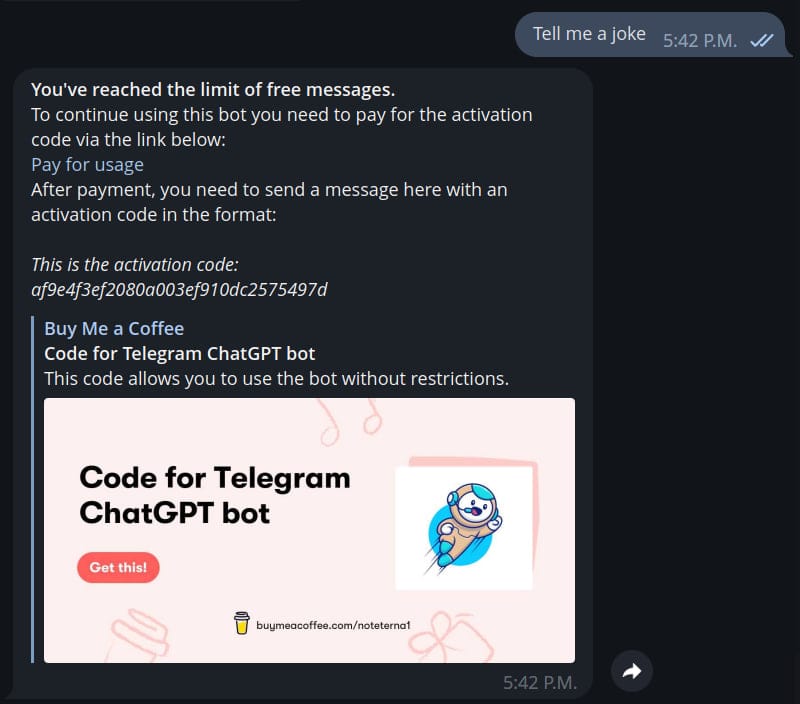 Tell me a joke 5:42 P.M.
You've reached the limit of free messages.
To continue using this bot you need to pay for the activation
code via the link below:
Pay for usage
After payment, you need to send a message here with an
activation code in the format:
This is the activation code:
af9e4f3ef2080a003ef910dc2575497d
Buy Me a Coffee
Code for Telegram ChatGPT bot
This code allows you to use the bot without restrictions.
Code for Telegram
ChatGPT bot
Get this!
buymeacoffee.com/noteterna1
5:42 P.M.